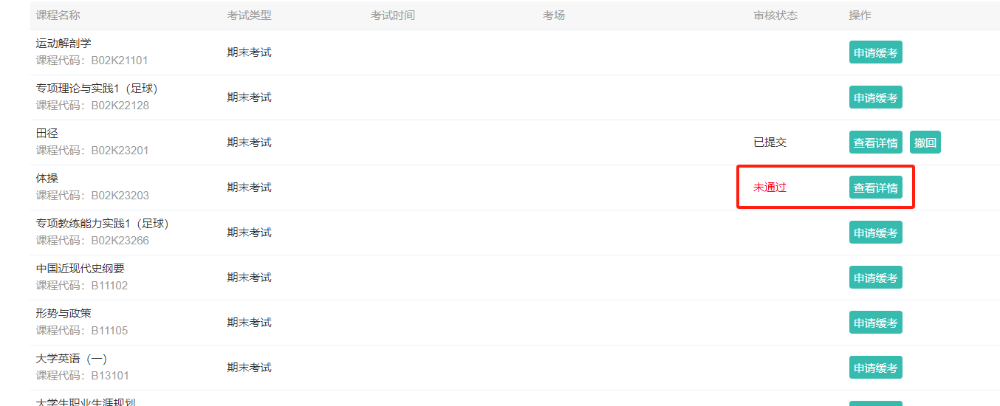 课程名称 考试类型 考试时间 考场 审核状态 操作
运动解剖学
课程代码：B02K21101
期末考试 申请缓考
专项理论与实践1（足球）
课程代码：B02K22128
期末考试 申请缓考
田径
课程代码：B02K23201
期末考试 已提交 查看详情 撤回
体操
课程代码：B02K23203
期末考试 未通过 查看详情
专项教练能力实践1（足球）
课程代码：B02K23266
期末考试 申请缓考
中国近现代史纲要
课程代码：B11102
期末考试 申请缓考
形势与政策
课程代码：B11105
期末考试 申请缓考
大学英语（一）
课程代码：B13101
期末考试 申请缓考
大学生职业生涯规划